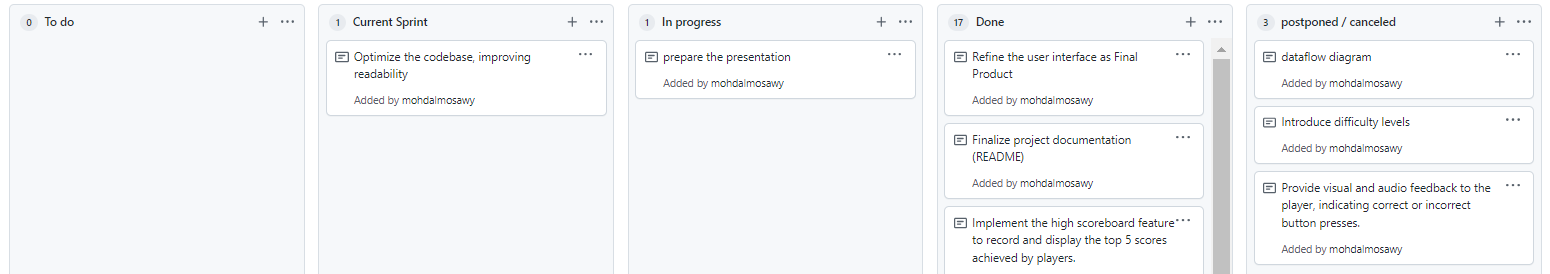 0 To do
1 Current Sprint
Optimize the codebase, improving
readability
Added by mohdalmosawy
1 In progress
prepare the presentation
Added by mohdalmosawy
17 Done
Refine the user interface as Final
Product
Added by mohdalmosawy
Finalize project documentation
(README)
Added by mohdalmosawy
Implement the high scoreboard feature
to record and display the top 5 scores
achieved by players.
3 postponed / canceled
dataflow diagram
Added by mohdalmosawy
Introduce difficulty levels
Added by mohdalmosawy
Provide visual and audio feedback to the
player, indicating correct or incorrect
button presses.
Added by mohdalmosawy